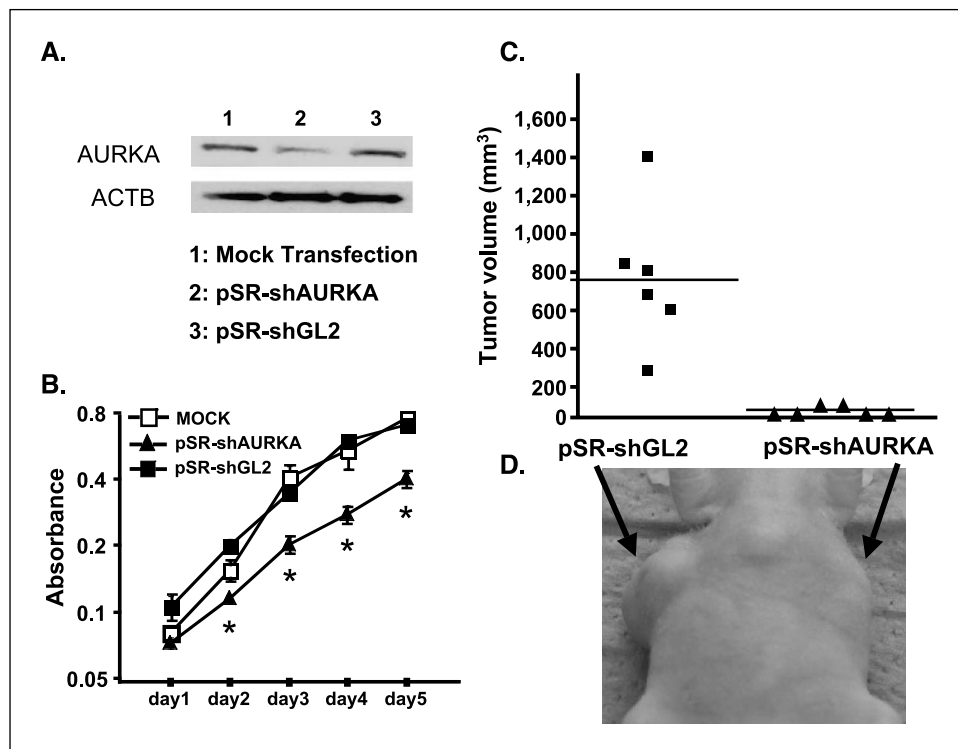 A.
1 2 3
AURKA
ACTB
1: Mock Transfection
2: pSR-shAURKA
3: pSR-shGL2
B.
0.8
0.4
0.2
0.1
0.05
Absorbance
MOCK
pSR-shAURKA
pSR-shGL2
*
*
*
*
day1 day2 day3 day4 day5
C.
Tumor volume (mm³)
1,600
1,400
1,200
1,000
800
600
400
200
0
pSR-shGL2 pSR-shAURKA
D.